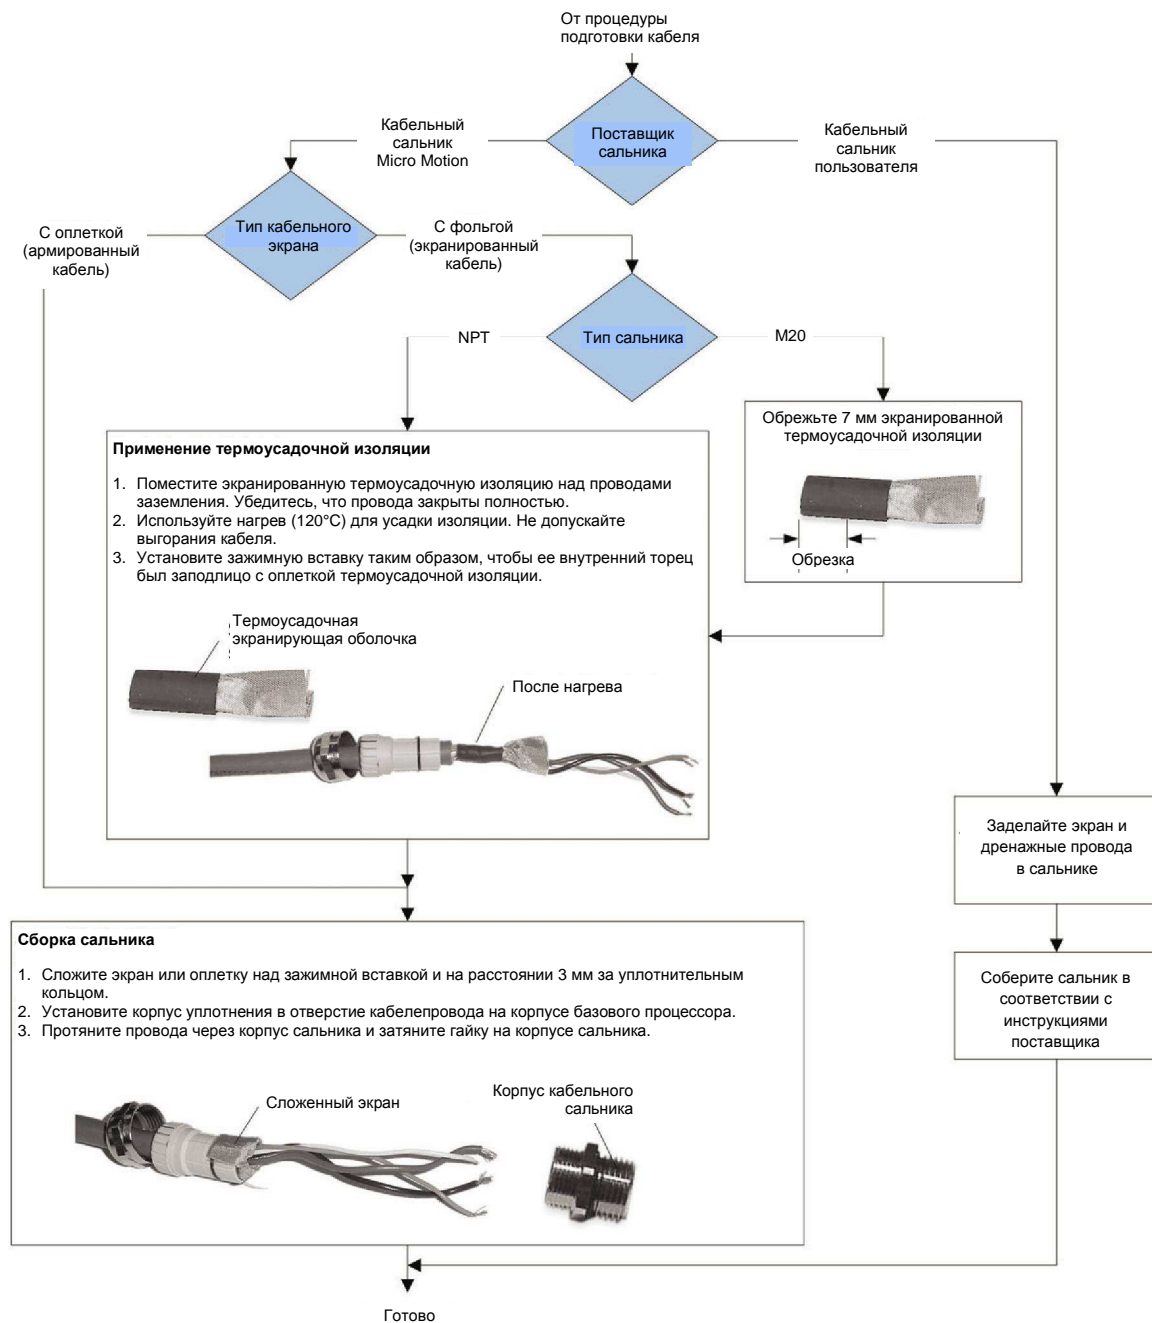 От процедуры
подготовки кабеля
Поставщик
сальника
Кабельный
сальник
Micro Motion
Кабельный
сальник
пользователя
Тип кабельного
экрана
С оплеткой
(армированный
кабель)
С фольгой
(экранированный
кабель)
Тип сальника
NPT
M20
Обрежьте 7 мм экранированной
термоусадочной изоляции
Обрезка
Применение термоусадочной изоляции
1. Поместите экранированную термоусадочную изоляцию над проводами
заземления. Убедитесь, что провода закрыты полностью.
2. Используйте нагрев (120°C) для усадки изоляции. Не допускайте
выгорания кабеля.
3. Установите зажимную вставку таким образом, чтобы ее внутренний торец
был заподлицо с оплеткой термоусадочной изоляции.
Термоусадочная
экранирующая оболочка
После нагрева
Заделайте экран и
дренажные провода
в сальнике
Соберите сальник в
соответствии с
инструкциями
поставщика
Сборка сальника
1. Сложите экран или оплетку над зажимной вставкой и на расстоянии 3 мм за уплотнительным
кольцом.
2. Установите корпус уплотнения в отверстие кабелепровода на корпусе базового процессора.
3. Протяните провода через корпус сальника и затяните гайку на корпусе сальника.
Сложенный экран
Корпус кабельного
сальника
Готово